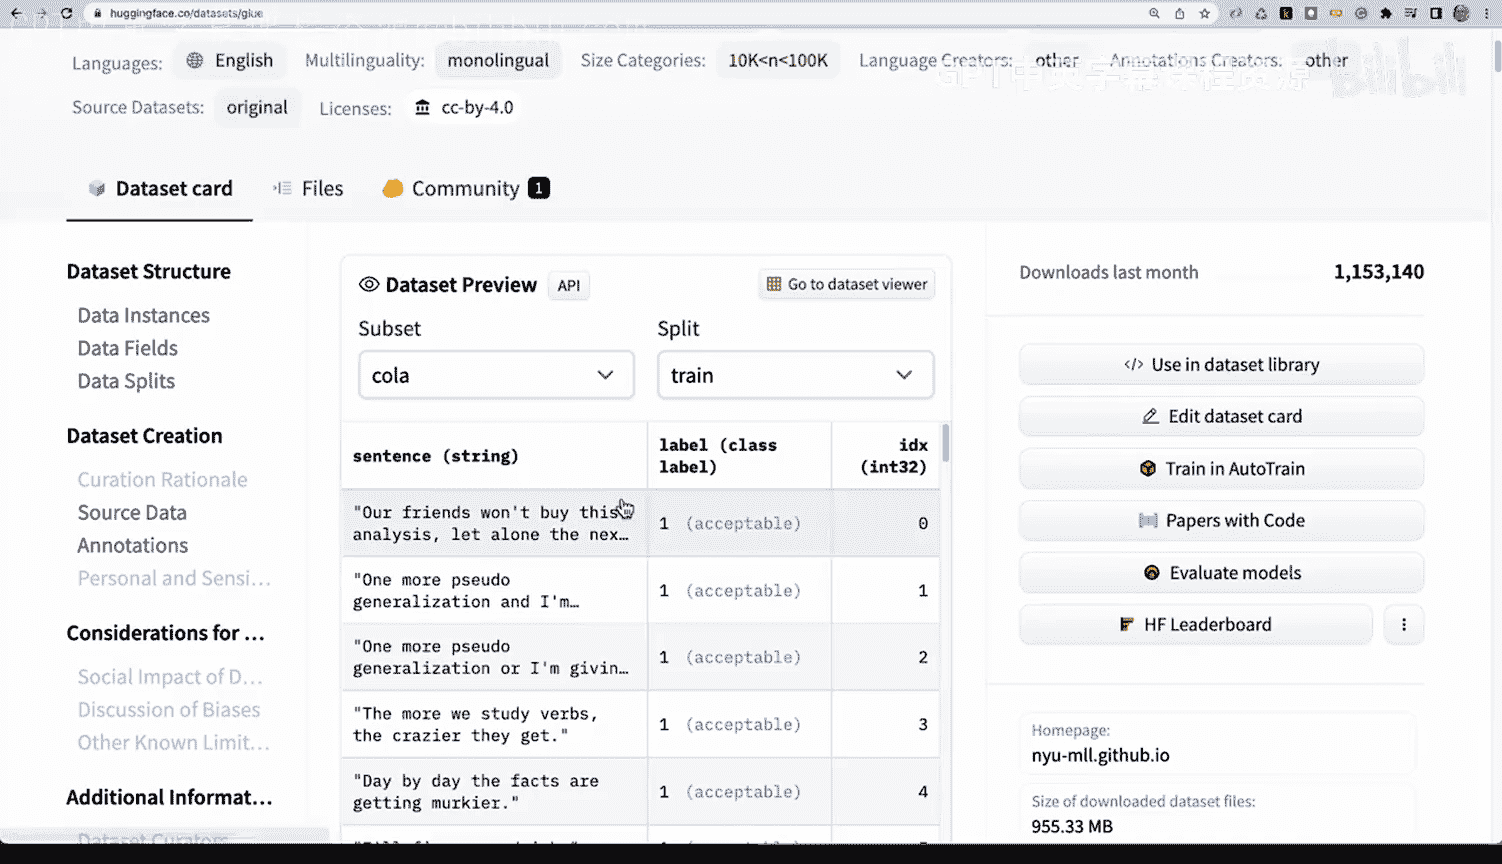 huggingface.co/datasets/glue
Languages: English Multilinguality: monolingual Size Categories: 10K<n<100K Language Creators: other Annotations Creators: other
Source Datasets: original Licenses: cc-by-4.0
bilibili
Dataset card Files Community 1
Dataset Structure
Data Instances
Data Fields
Data Splits
Dataset Creation
Curation Rationale
Source Data
Annotations
Personal and Sensi...
Considerations for ...
Social Impact of D...
Discussion of Biases
Other Known Limit...
Additional Informat...
Dataset Curators
Dataset Preview API Go to dataset viewer
Subset Split
cola train
sentence (string) label (class label) idx (int32)
"Our friends won't buy this
analysis, let alone the nex… 1 (acceptable) 0
"One more pseudo
generalization and I'm… 1 (acceptable) 1
"One more pseudo
generalization or I'm givin… 1 (acceptable) 2
"The more we study verbs,
the crazier they get." 1 (acceptable) 3
"Day by day the facts are
getting murkier." 1 (acceptable) 4
Downloads last month 1,153,140
Use in dataset library
Edit dataset card
Train in AutoTrain
Papers with Code
Evaluate models
HF Leaderboard
Homepage:
nyu-mll.github.io
Size of downloaded dataset files:
955.33 MB